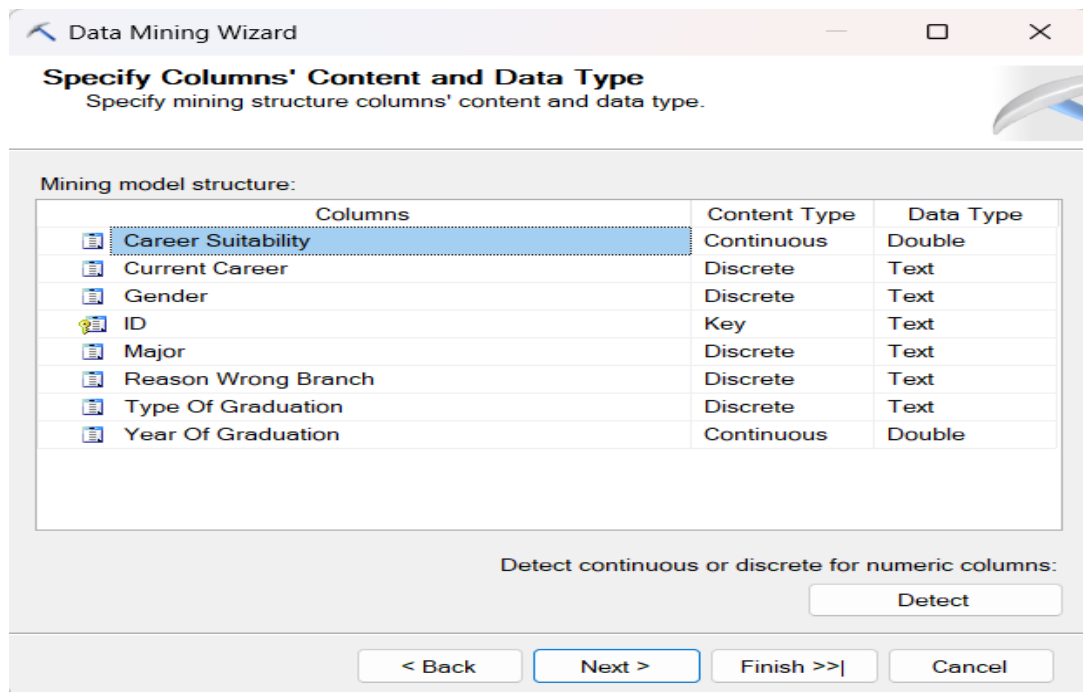 Data Mining Wizard
Specify Columns' Content and Data Type
Specify mining structure columns' content and data type.
Mining model structure:
Columns Content Type Data Type
Career Suitability Continuous Double
Current Career Discrete Text
Gender Discrete Text
ID Key Text
Major Discrete Text
Reason Wrong Branch Discrete Text
Type Of Graduation Discrete Text
Year Of Graduation Continuous Double
Detect continuous or discrete for numeric columns:
Detect
< Back Next > Finish >>| Cancel